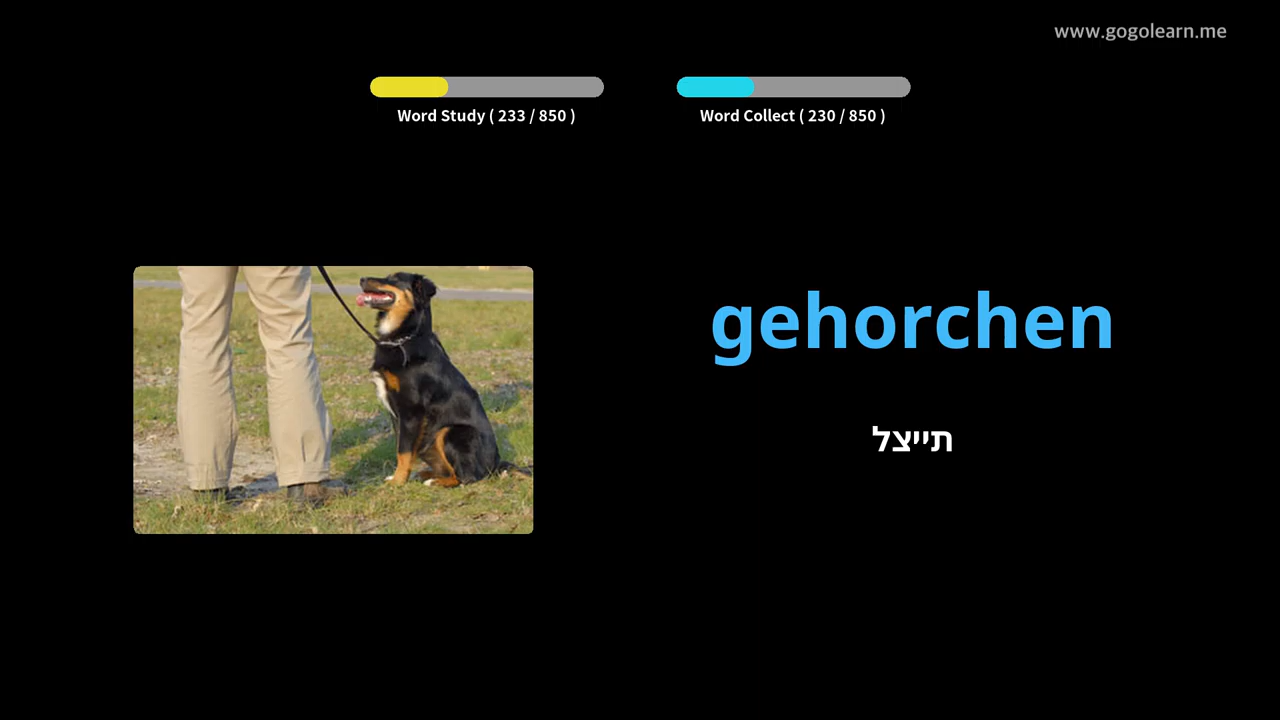 www.gogolearn.me
Word Study ( 233 / 850 )
Word Collect ( 230 / 850 )
gehorchen
תייצל